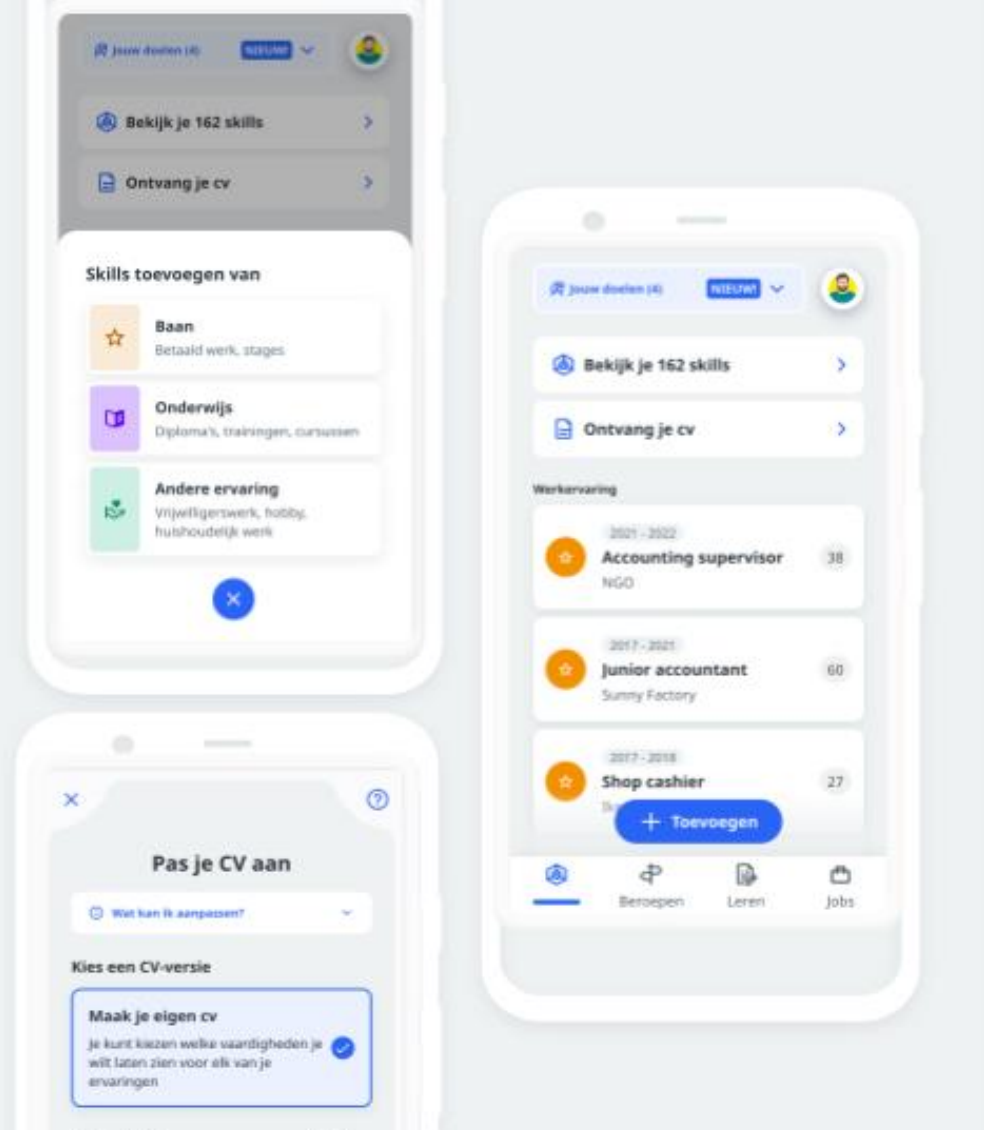 Jouw doelen (4)
NIEUW!
Bekijk je 162 skills
Ontvang je cv
Skills toevoegen van
Baan
Betaald werk, stages
Onderwijs
Diploma's, trainingen, cursussen
Andere ervaring
Vrijwilligerswerk, hobby,
huishoudelijk werk
Jouw doelen (4)
NIEUW!
Bekijk je 162 skills
Ontvang je cv
Werkervaring
2021 - 2022
Accounting supervisor
38
NGO
2017 - 2021
Junior accountant
60
Sunny Factory
2017 - 2018
Shop cashier
27
+ Toevoegen
Beroepen
Leren
Jobs
Pas je CV aan
Wat kan ik aanpassen?
Kies een CV-versie
Maak je eigen cv
Je kunt kiezen welke vaardigheden je
wilt laten zien voor elk van je
ervaringen